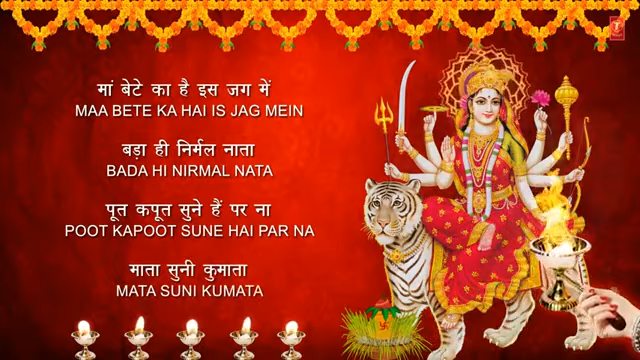 मां बेटे का है इस जग में
MAA BETE KA HAI IS JAG MEIN
बड़ा ही निर्मल नाता
BADA HI NIRMAL NATA
पूत कपूत सुने हैं पर ना
POOT KAPOOT SUNE HAI PAR NA
माता सुनी कुमाता
MATA SUNI KUMATA